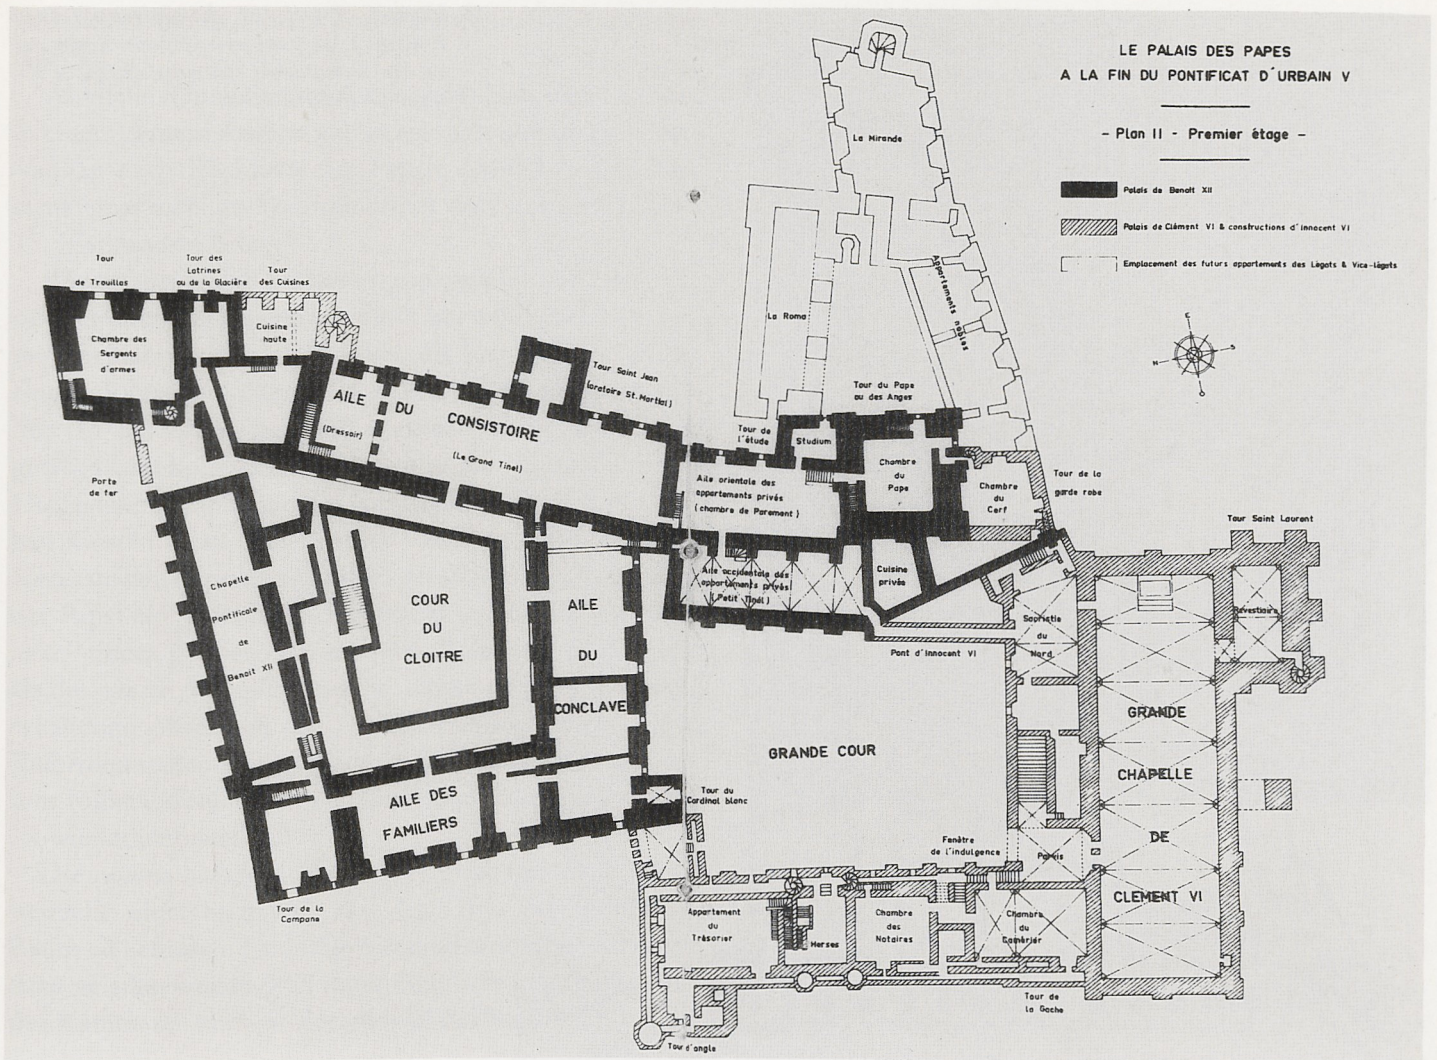 LE PALAIS DES PAPES
A LA FIN DU PONTIFICAT D'URBAIN V
- Plan II - Premier étage -
Palais de Benoit XII
Palais de Clément VI & constructions d'Innocent VI
Emplacement des futurs appartements des Légats & Vice-légats
E
N
S
O
La Mirande
La Roma
Appartements nobles
Tour
de Trouillas
Tour des
Latrines
ou de la Glacière
Tour
des Cuisines
Chambre des
Sergents
d'armes
Cuisine
haute
AILE DU CONSISTOIRE
(Dressoir)
(Le Grand Tinel)
Tour Saint Jean
(oratoire St. Martial)
Tour de
l'étude
Studium
Tour du Pape
ou des Anges
Chambre
du
Pape
Chambre
du
Cerf
Tour de la
garde robe
Tour Saint Laurent
Porte
de fer
Aile orientale des
appartements privés
(chambre de Parement)
Aile occidentale des
appartements privés
(Petit Tinel)
Cuisine
privée
Chapelle
Pontificale
de
Benoit XII
COUR
DU
CLOITRE
AILE
DU
CONCLAVE
Pont d'Innocent VI
Sacristie
du
Nord
Revestiaire
GRANDE COUR
GRANDE
CHAPELLE
DE
CLEMENT VI
AILE DES
FAMILIERS
Tour du
Cardinal blanc
Fenêtre
de l'indulgence
Parvis
Tour de la
Campane
Appartement
du
Trésorier
Herses
Chambre
des
Notaires
Chambre
du
Camérier
Tour de
la Gache
Tour d'angle